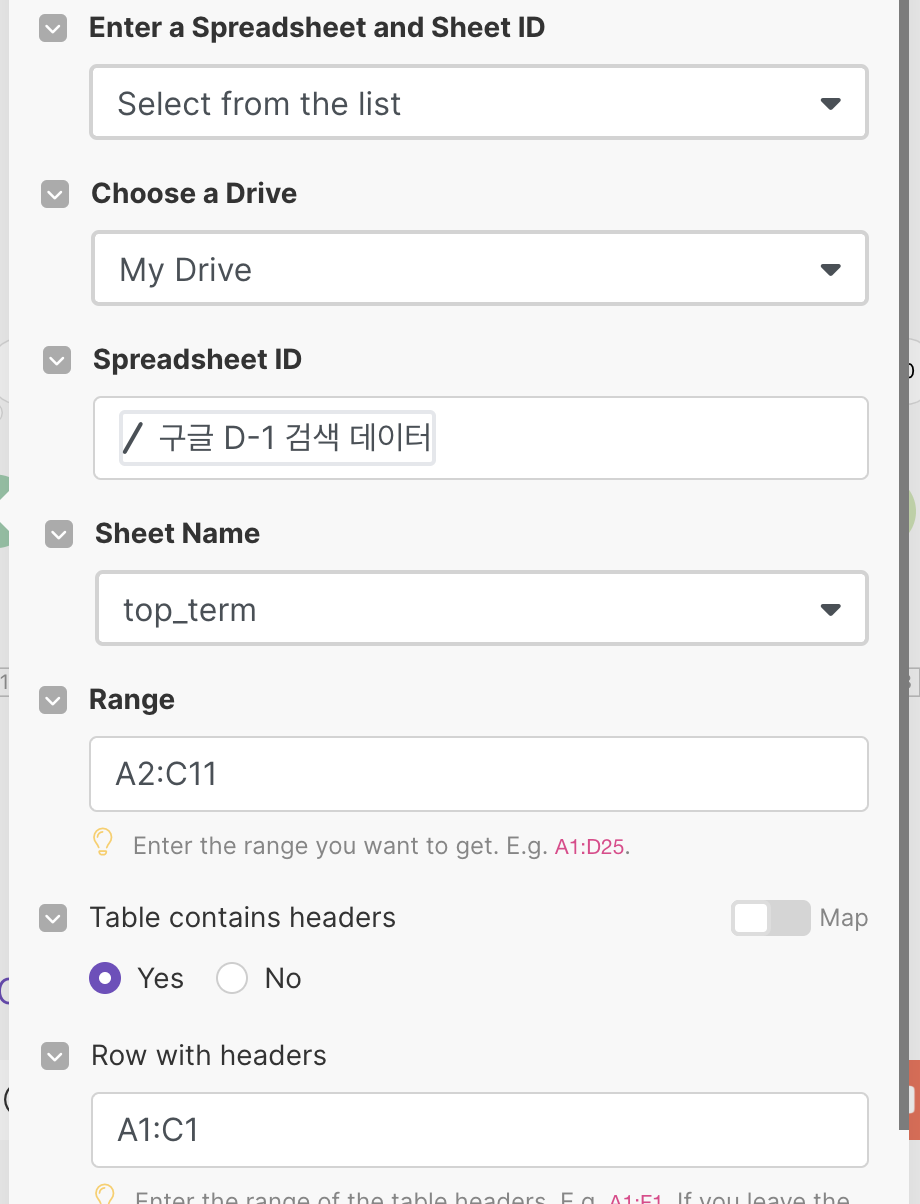 Enter a Spreadsheet and Sheet ID
Select from the list
Choose a Drive
My Drive
Spreadsheet ID
/ 구글 D-1 검색 데이터
Sheet Name
top_term
Range
A2:C11
Enter the range you want to get. E.g. A1:D25.
Table contains headers
Map
Yes
No
Row with headers
A1:C1
Enter the range of the table headers. E.g. A1:F1. If you leave the